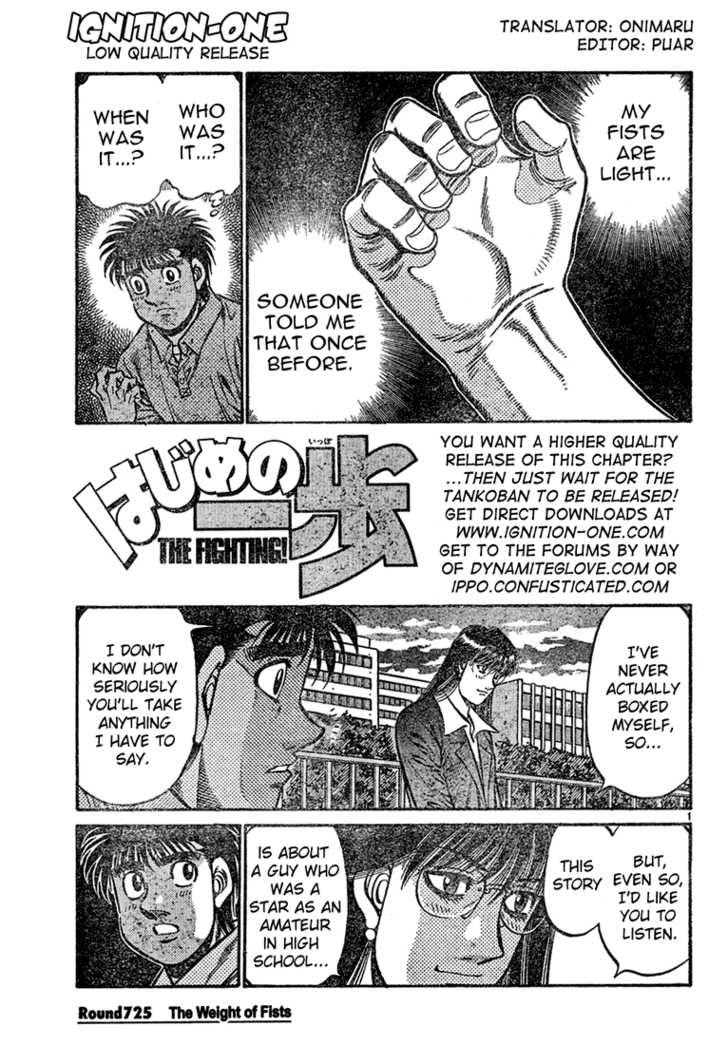 IGNITION-ONE
LOW QUALITY RELEASE
TRANSLATOR: ONIMARU
EDITOR: PUAR
MY
FISTS
ARE
LIGHT...
SOMEONE
TOLD ME
THAT ONCE
BEFORE.
WHO
WAS
IT...?
WHEN
WAS
IT...?
はじめの一歩
いっぽ
THE FIGHTING!
YOU WANT A HIGHER QUALITY
RELEASE OF THIS CHAPTER?
...THEN JUST WAIT FOR THE
TANKOBAN TO BE RELEASED!
GET DIRECT DOWNLOADS AT
WWW.IGNITION-ONE.COM
GET TO THE FORUMS BY WAY
OF DYNAMITEGLOVE.COM OR
IPPO.CONFUSTICATED.COM
I'VE
NEVER
ACTUALLY
BOXED
MYSELF,
SO...
I DON'T
KNOW HOW
SERIOUSLY
YOU'LL TAKE
ANYTHING
I HAVE TO
SAY.
1
BUT,
EVEN SO,
I'D LIKE
YOU TO
LISTEN.
THIS
STORY
IS ABOUT
A GUY WHO
WAS A
STAR AS AN
AMATEUR
IN HIGH
SCHOOL...
Round725 The Weight of Fists